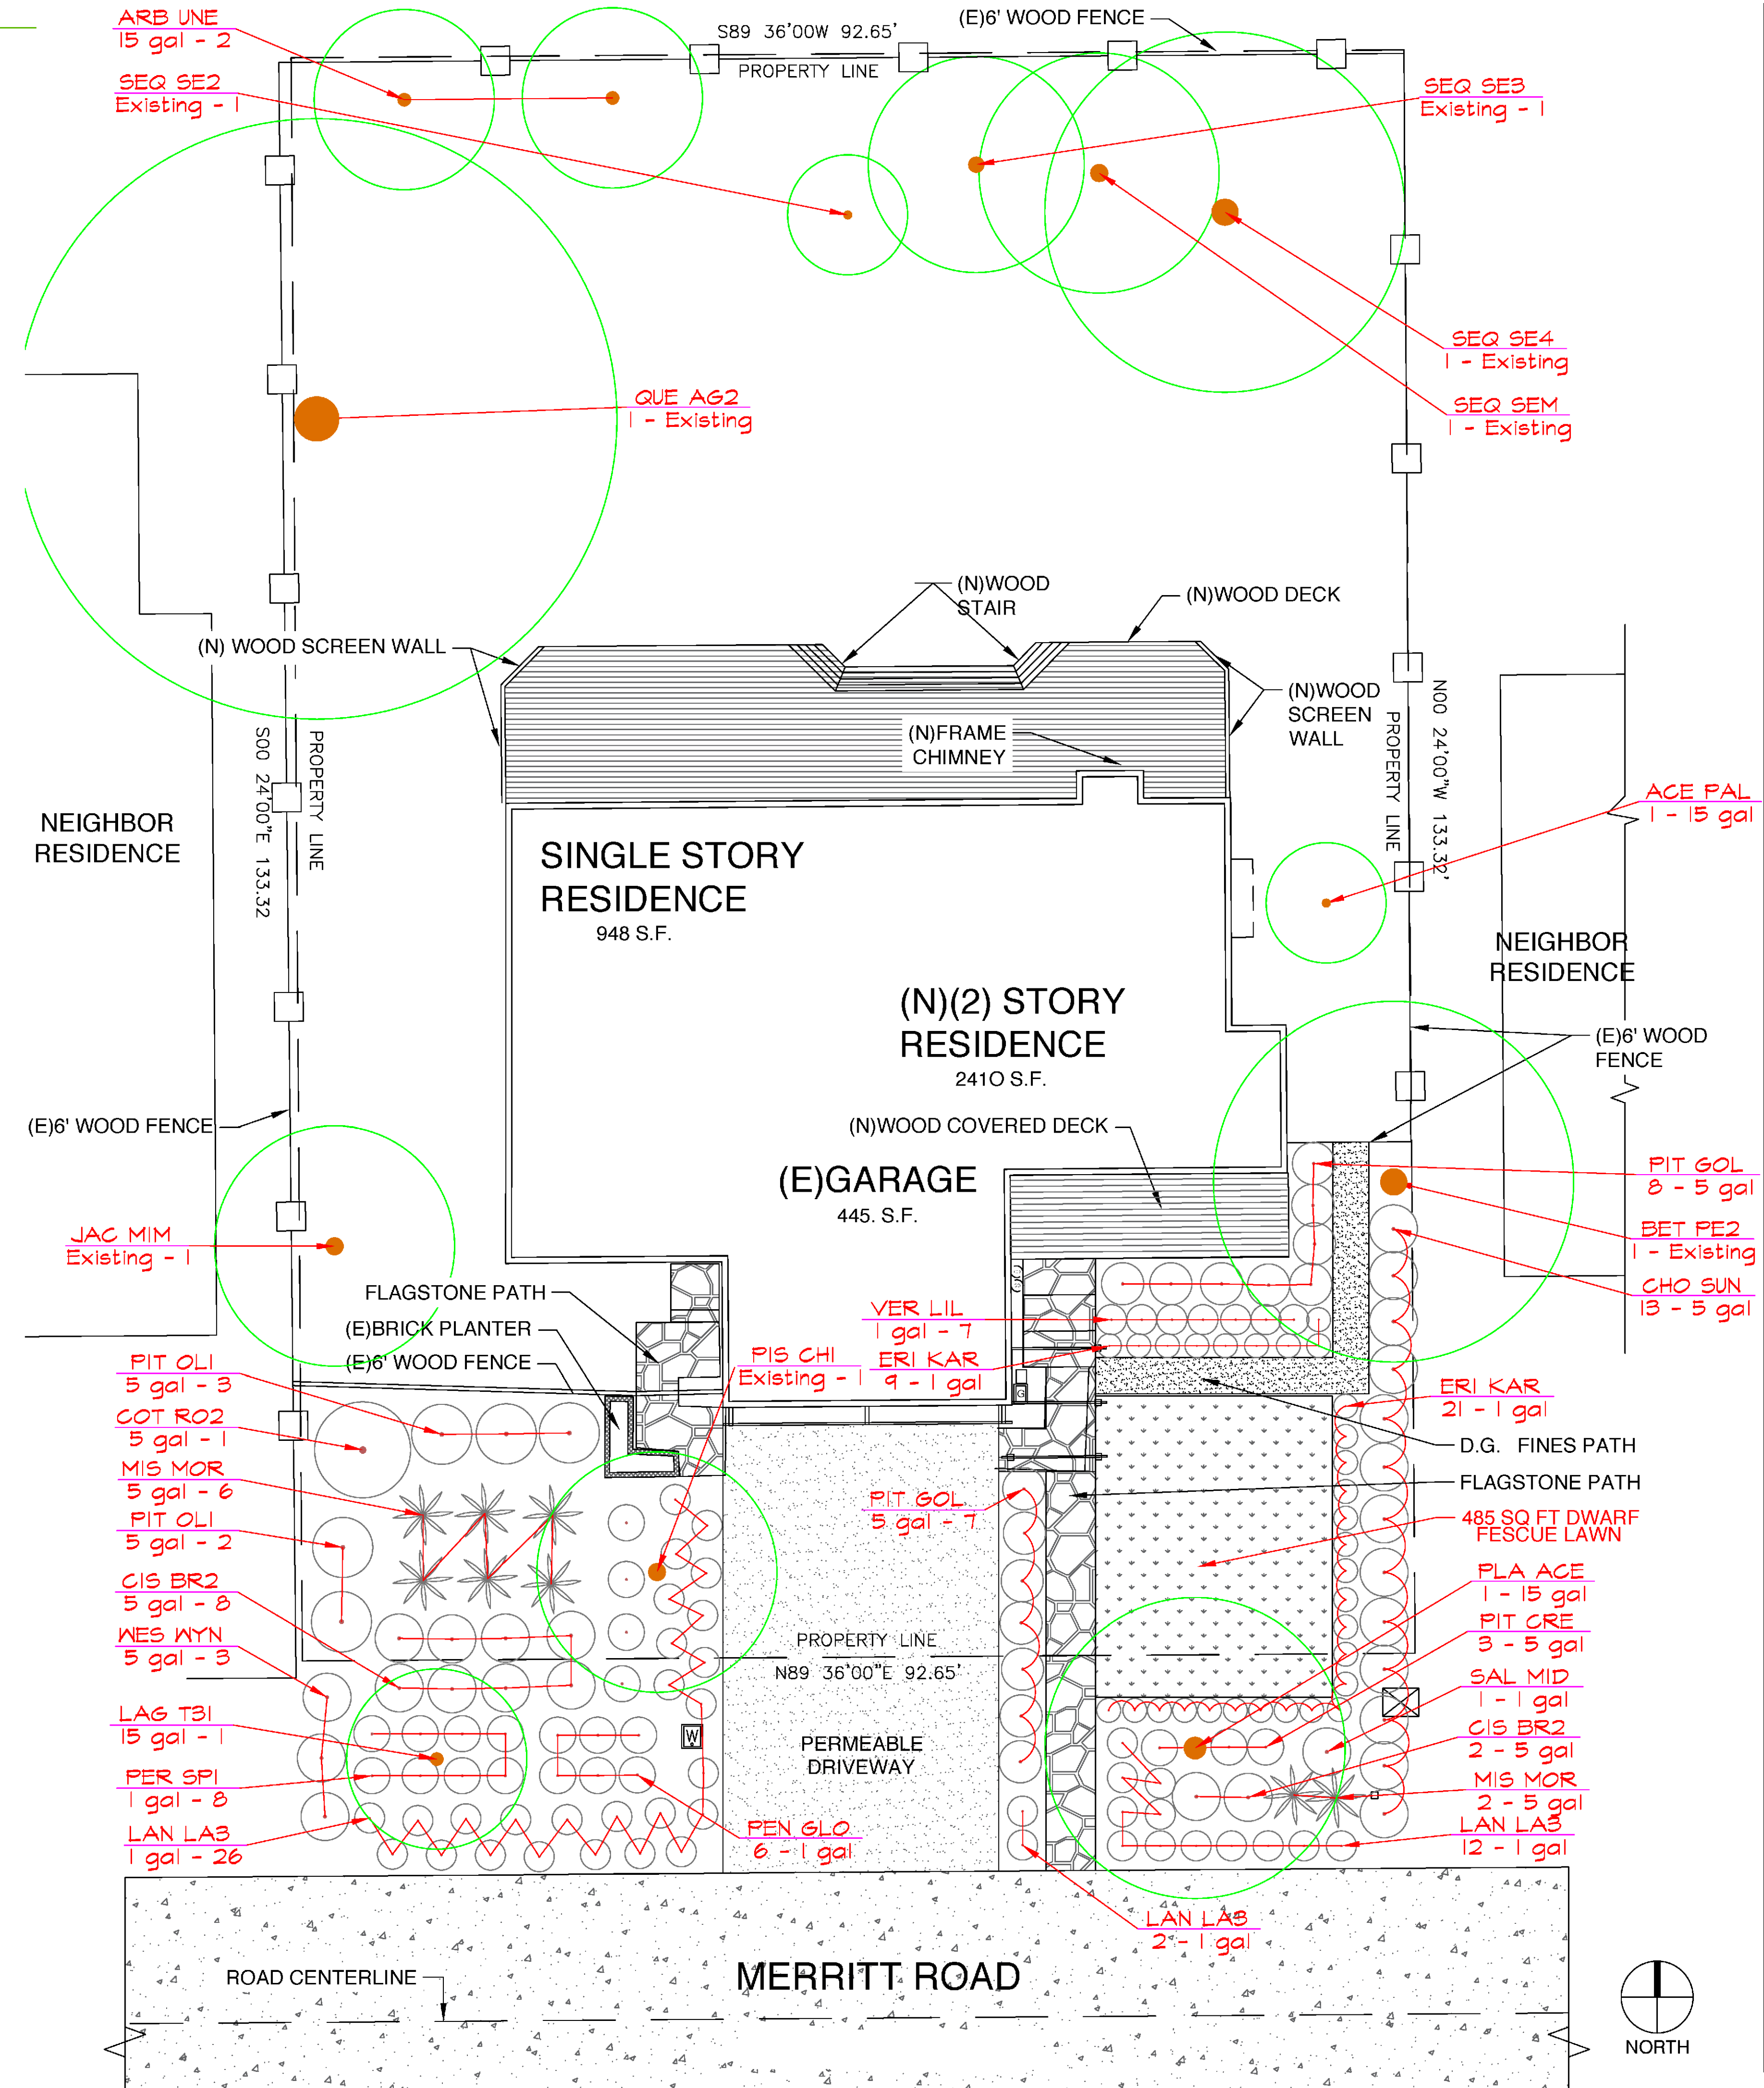 ARB UNE
15 gal - 2
S89 36'00W 92.65'
PROPERTY LINE
(E)6' WOOD FENCE
SEQ SE2
Existing - 1
SEQ SE3
Existing - 1
SEQ SE4
1 - Existing
QUE AG2
1 - Existing
SEQ SEM
1 - Existing
(N)WOOD
STAIR
(N)WOOD DECK
(N) WOOD SCREEN WALL
(N)WOOD
SCREEN
WALL
(N)FRAME
CHIMNEY
PROPERTY LINE
S00 24'00"E 133.32
PROPERTY LINE
N00 24'00"W 133.32'
NEIGHBOR
RESIDENCE
SINGLE STORY
RESIDENCE
948 S.F.
ACE PAL
1 - 15 gal
NEIGHBOR
RESIDENCE
(N)(2) STORY
RESIDENCE
241O S.F.
(E)6' WOOD
FENCE
(E)6' WOOD FENCE
(N)WOOD COVERED DECK
(E)GARAGE
445. S.F.
PIT GOL
8 - 5 gal
BET PE2
1 - Existing
CHO SUN
13 - 5 gal
JAC MIM
Existing - 1
FLAGSTONE PATH
(E)BRICK PLANTER
(E)6' WOOD FENCE
VER LIL
1 gal - 7
ERI KAR
9 - 1 gal
PIS CHI
Existing - 1
G
PIT OLI
5 gal - 3
COT RO2
5 gal - 1
MIS MOR
5 gal - 6
PIT OLI
5 gal - 2
CIS BR2
5 gal - 8
WES WYN
5 gal - 3
LAG T31
15 gal - 1
PER SPI
1 gal - 8
LAN LA3
1 gal - 26
ERI KAR
21 - 1 gal
D.G. FINES PATH
FLAGSTONE PATH
485 SQ FT DWARF
FESCUE LAWN
PIT GOL
5 gal - 7
PLA ACE
1 - 15 gal
PIT CRE
3 - 5 gal
SAL MID
1 - 1 gal
CIS BR2
2 - 5 gal
MIS MOR
2 - 5 gal
LAN LA3
12 - 1 gal
PROPERTY LINE
N89 36'00"E 92.65'
W
PERMEABLE
DRIVEWAY
PEN GLO
6 - 1 gal
LAN LA3
2 - 1 gal
MERRITT ROAD
ROAD CENTERLINE
NORTH